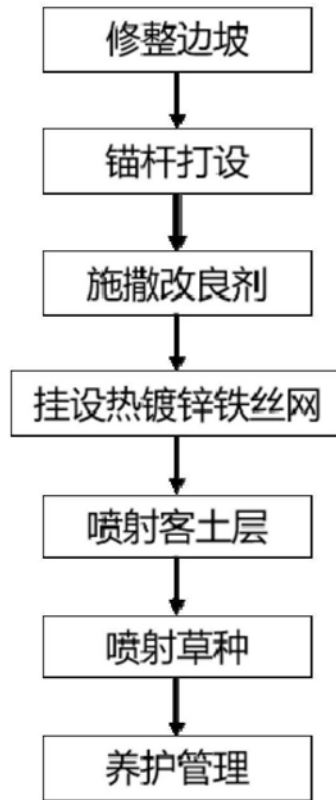 修整边坡
锚杆打设
施撒改良剂
挂设热镀锌铁丝网
喷射客土层
喷射草种
养护管理